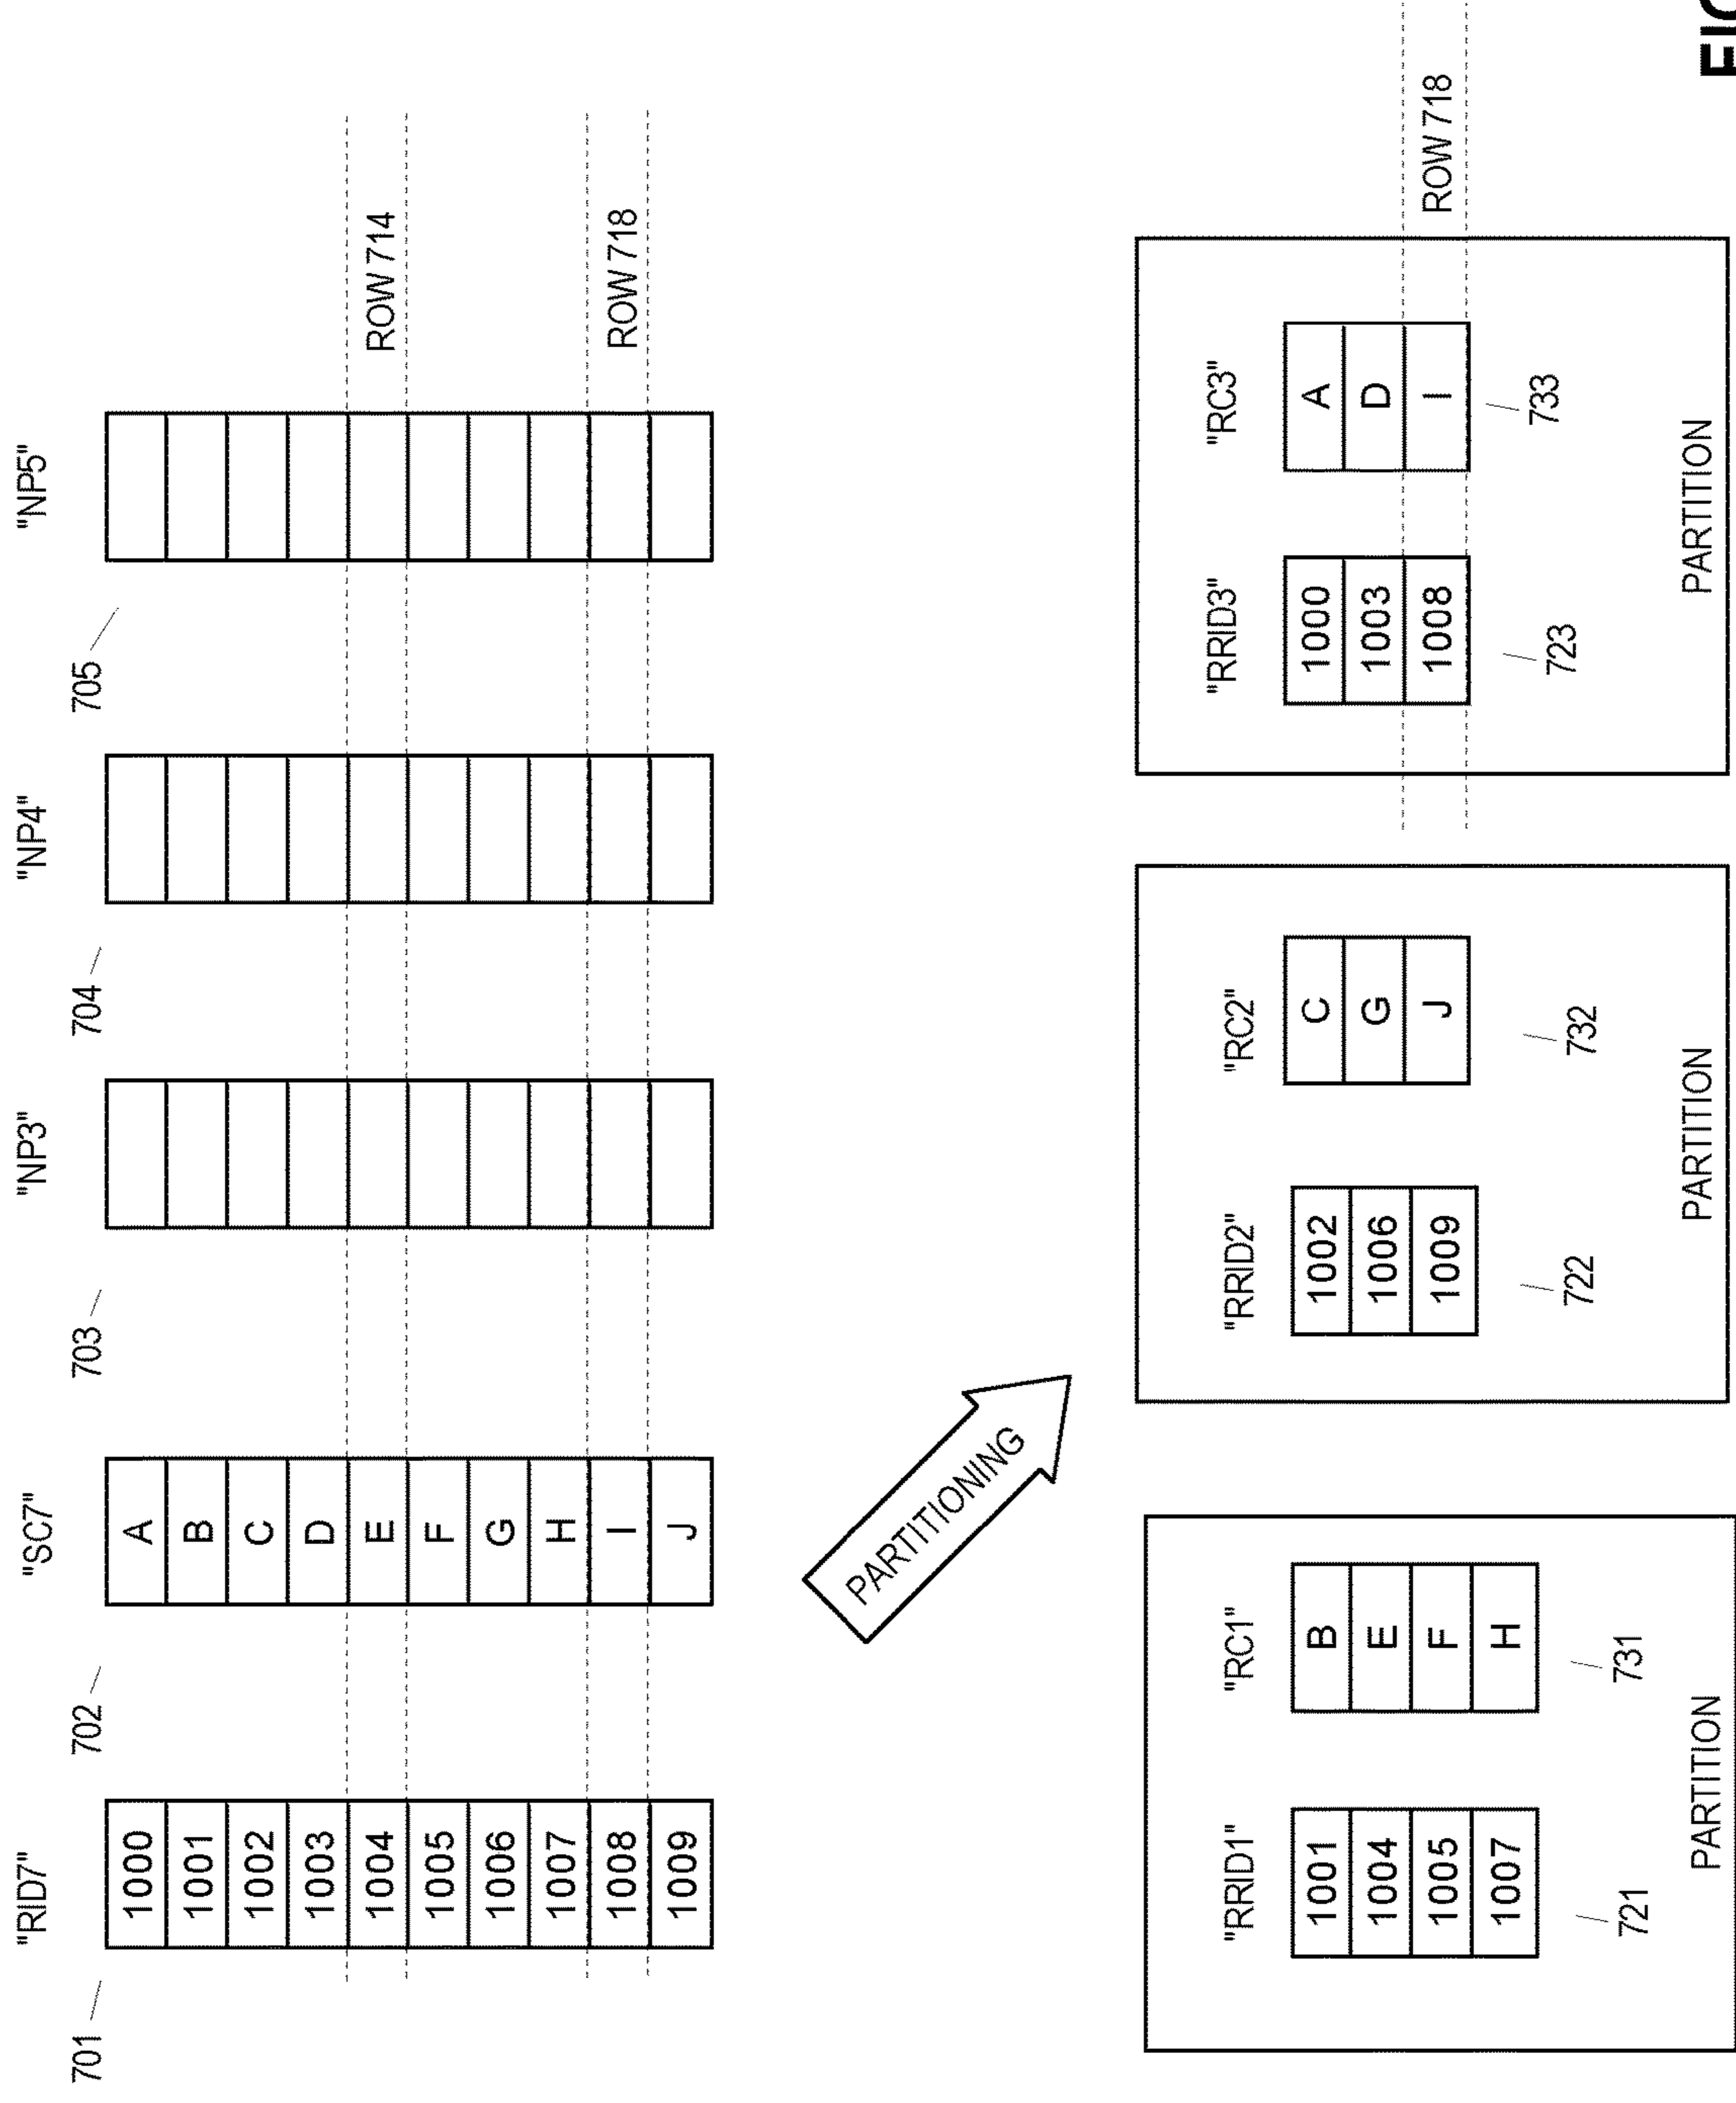 "RID7" "SC7" "NP3" "NP4" "NP5"
701 702 703 704 705
1000 A
1001 B
1002 C
1003 D
1004 E ROW 714
1005 F
1006 G
1007 H
1008 I ROW 718
1009 J
PARTITIONING
"RRID1" "RC1"
1001 B
1004 E
1005 F
1007 H
721 731
PARTITION
"RRID2" "RC2"
1002 C
1006 G
1009 J
722 732
PARTITION
"RRID3" "RC3"
1000 A
1003 D
1008 I ROW 718
723 733
PARTITION